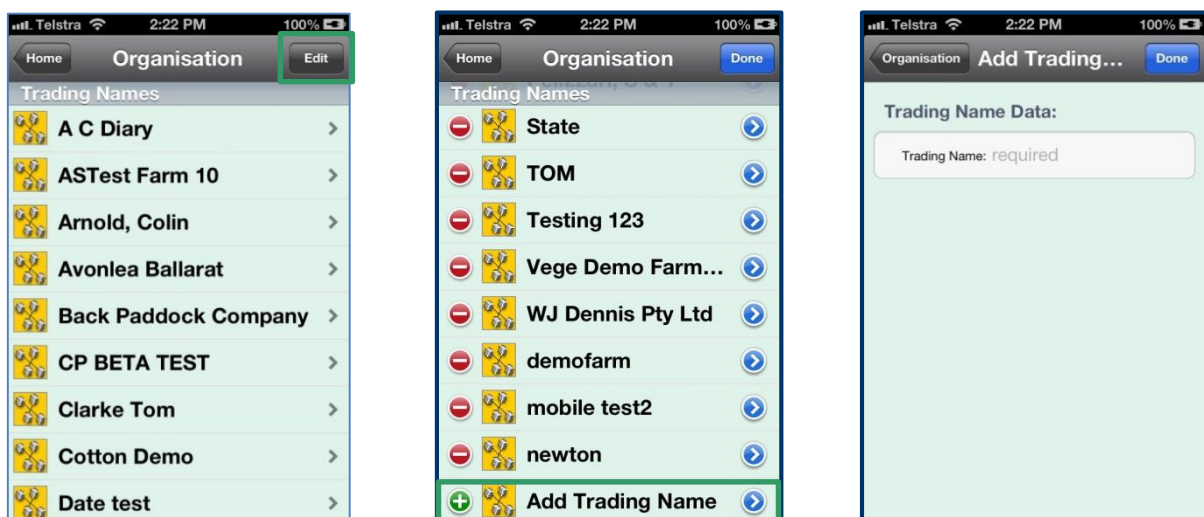 Telstra 2:22 PM 100%
Home Organisation Edit
Trading Names
A C Diary
ASTest Farm 10
Arnold, Colin
Avonlea Ballarat
Back Paddock Company
CP BETA TEST
Clarke Tom
Cotton Demo
Date test
Telstra 2:22 PM 100%
Home Organisation Done
Trading Names
State
TOM
Testing 123
Vege Demo Farm...
WJ Dennis Pty Ltd
demofarm
mobile test2
newton
Add Trading Name
Telstra 2:22 PM 100%
Organisation Add Trading... Done
Trading Name Data:
Trading Name: required